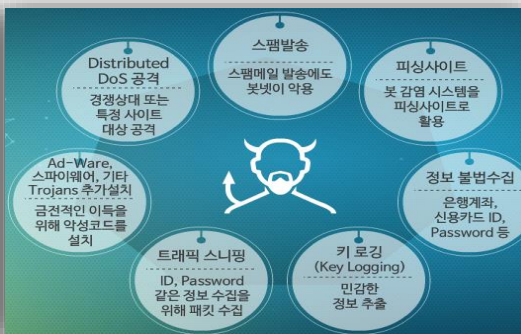 Distributed
DoS 공격
경쟁상대 또는
특정 사이트
대상 공격
스팸발송
스팸메일 발송에도
봇넷이 악용
피싱사이트
봇 감염 시스템을
피싱사이트로
활용
Ad-Ware,
스파이웨어, 기타
Trojans 추가설치
금전적인 이득을
위해 악성코드를
설치
정보 불법수집
은행계좌,
신용카드 ID,
Password 등
트래픽 스니핑
ID, Password
같은 정보 수집을
위해 패킷 수집
키 로깅
(Key Logging)
민감한
정보 추출